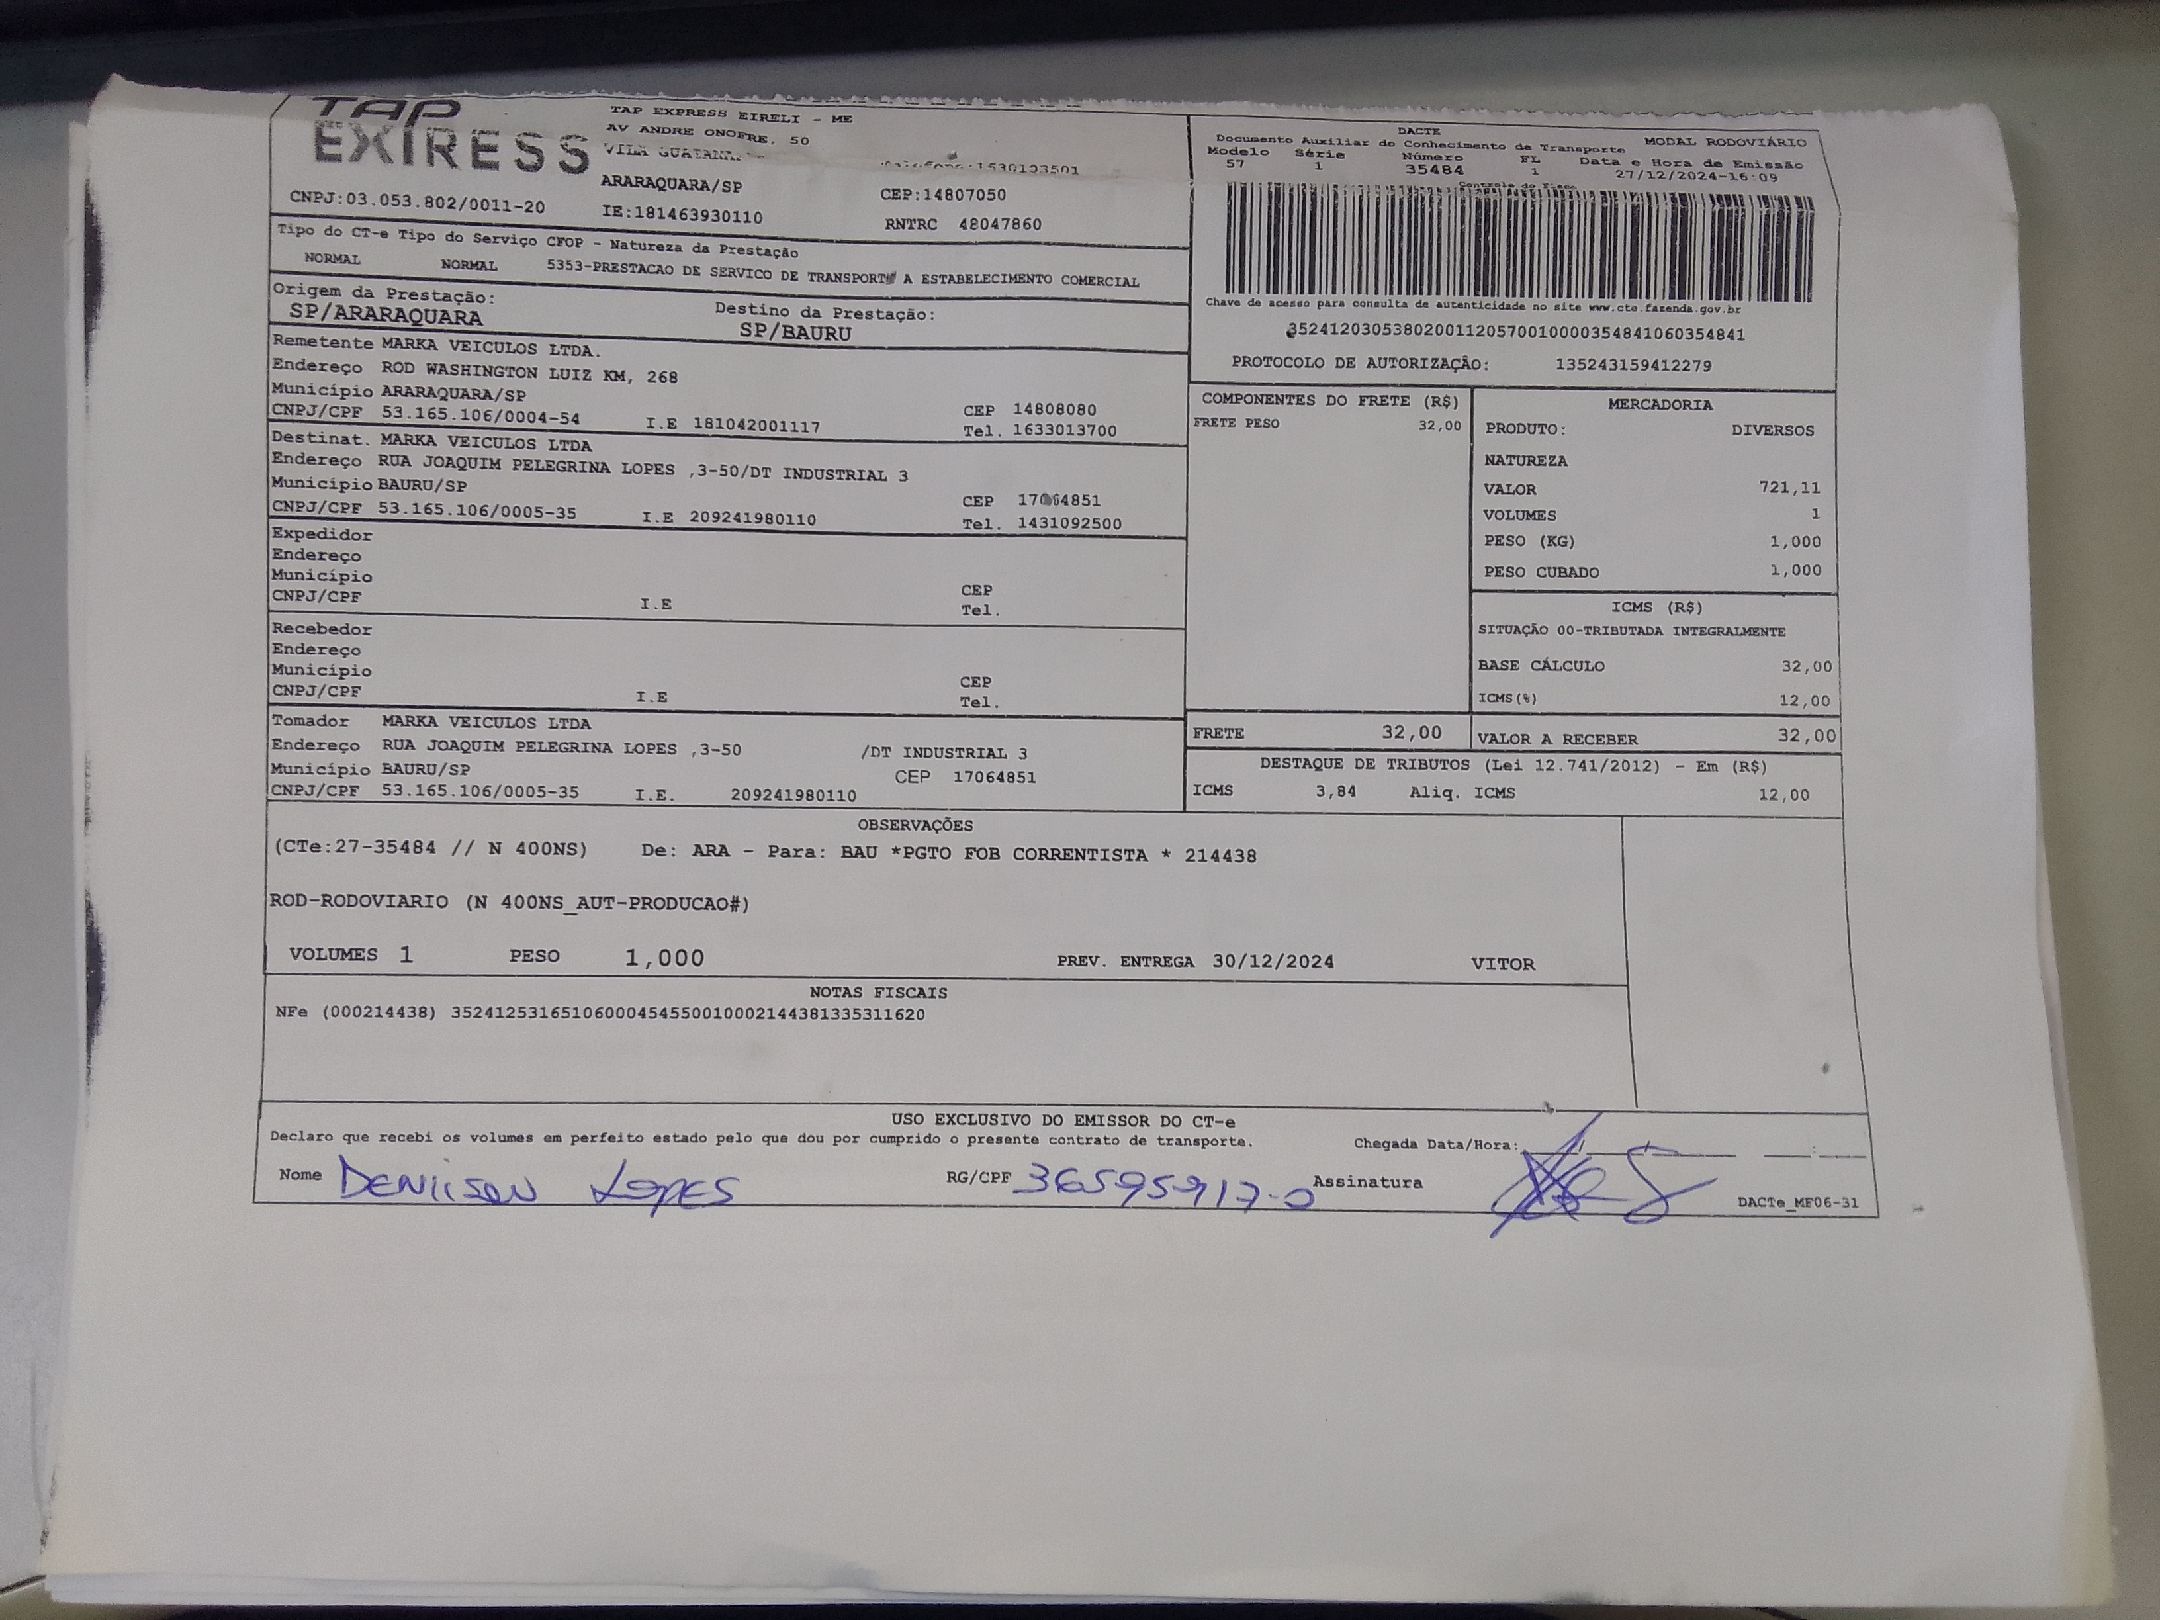 TAP
EXPRESS
TAP EXPRESS EIRELI - ME
AV ANDRE ONOFRE, 50
VILA
ARARAQUARA/SP
CEP:14807050
CNPJ:03.053.802/0011-20
IE:181463930110
RNTRC 48047860
DACTE
MODAL RODOVIÁRIO
Documento Auxiliar do Conhecimento de Transporte
Modelo Série Número FL Data e Hora de Emissão
57 1 35484 1 27/12/2024-16:09
Controle do Fisco
Chave de acesso para consulta de autenticidade no site www.cte.fazenda.gov.br
35241203053802001120570010000354841060354841
PROTOCOLO DE AUTORIZAÇÃO: 135243159412279
Tipo do CT-e Tipo do Serviço CFOP - Natureza da Prestação
NORMAL NORMAL 5353-PRESTACAO DE SERVICO DE TRANSPORTE A ESTABELECIMENTO COMERCIAL
Origem da Prestação: Destino da Prestação:
SP/ARARAQUARA SP/BAURU
Remetente MARKA VEICULOS LTDA.
Endereço ROD WASHINGTON LUIZ KM, 268
Município ARARAQUARA/SP
CEP 14808080
CNPJ/CPF 53.165.106/0004-54 I.E 181042001117
Tel. 1633013700
Destinat. MARKA VEICULOS LTDA
Endereço RUA JOAQUIM PELEGRINA LOPES ,3-50/DT INDUSTRIAL 3
Município BAURU/SP
CEP 17064851
CNPJ/CPF 53.165.106/0005-35 I.E 209241980110
Tel. 1431092500
Expedidor
Endereço
Município
CEP
CNPJ/CPF I.E
Tel.
Recebedor
Endereço
Município
CEP
CNPJ/CPF I.E
Tel.
Tomador MARKA VEICULOS LTDA
Endereço RUA JOAQUIM PELEGRINA LOPES ,3-50 /DT INDUSTRIAL 3
Município BAURU/SP CEP 17064851
CNPJ/CPF 53.165.106/0005-35 I.E. 209241980110
COMPONENTES DO FRETE (R$)
FRETE PESO 32,00
MERCADORIA
PRODUTO: DIVERSOS
NATUREZA
VALOR 721,11
VOLUMES 1
PESO (KG) 1,000
PESO CUBADO 1,000
ICMS (R$)
SITUAÇÃO 00-TRIBUTADA INTEGRALMENTE
BASE CÁLCULO 32,00
ICMS(%) 12,00
FRETE 32,00 VALOR A RECEBER 32,00
DESTAQUE DE TRIBUTOS (Lei 12.741/2012) - Em (R$)
ICMS 3,84 Aliq. ICMS 12,00
OBSERVAÇÕES
(CTe:27-35484 // N 400NS) De: ARA - Para: BAU *PGTO FOB CORRENTISTA * 214438
ROD-RODOVIARIO (N 400NS_AUT-PRODUCAO#)
VOLUMES 1 PESO 1,000 PREV. ENTREGA 30/12/2024 VITOR
NOTAS FISCAIS
NFe (000214438) 35241253165106000454550010002144381335311620
USO EXCLUSIVO DO EMISSOR DO CT-e
Declaro que recebi os volumes em perfeito estado pelo que dou por cumprido o presente contrato de transporte. Chegada Data/Hora:
Nome Denilson Lopes RG/CPF 36595917-0 Assinatura
DACTe_MF06-31